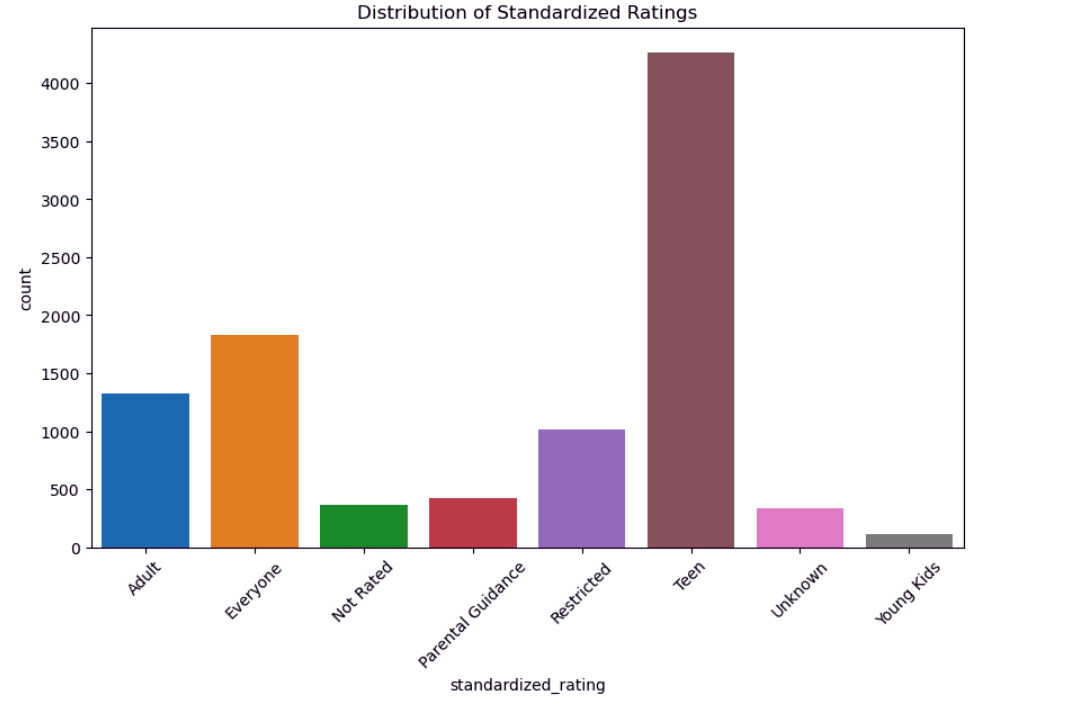 Distribution of Standardized Ratings
4000
3500
3000
2500
2000
1500
1000
500
0
count
Adult
Everyone
Not Rated
Parental Guidance
Restricted
Teen
Unknown
Young Kids
standardized_rating